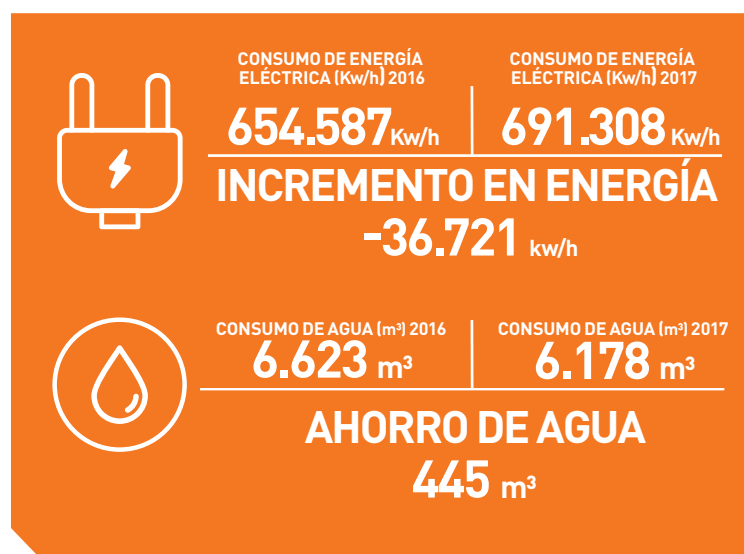 CONSUMO DE ENERGÍA
ELÉCTRICA (Kw/h) 2016
654.587 Kw/h
CONSUMO DE ENERGÍA
ELÉCTRICA (Kw/h) 2017
691.308 Kw/h
INCREMENTO EN ENERGÍA
-36.721 kw/h
CONSUMO DE AGUA (m³) 2016
6.623 m³
CONSUMO DE AGUA (m³) 2017
6.178 m³
AHORRO DE AGUA
445 m³